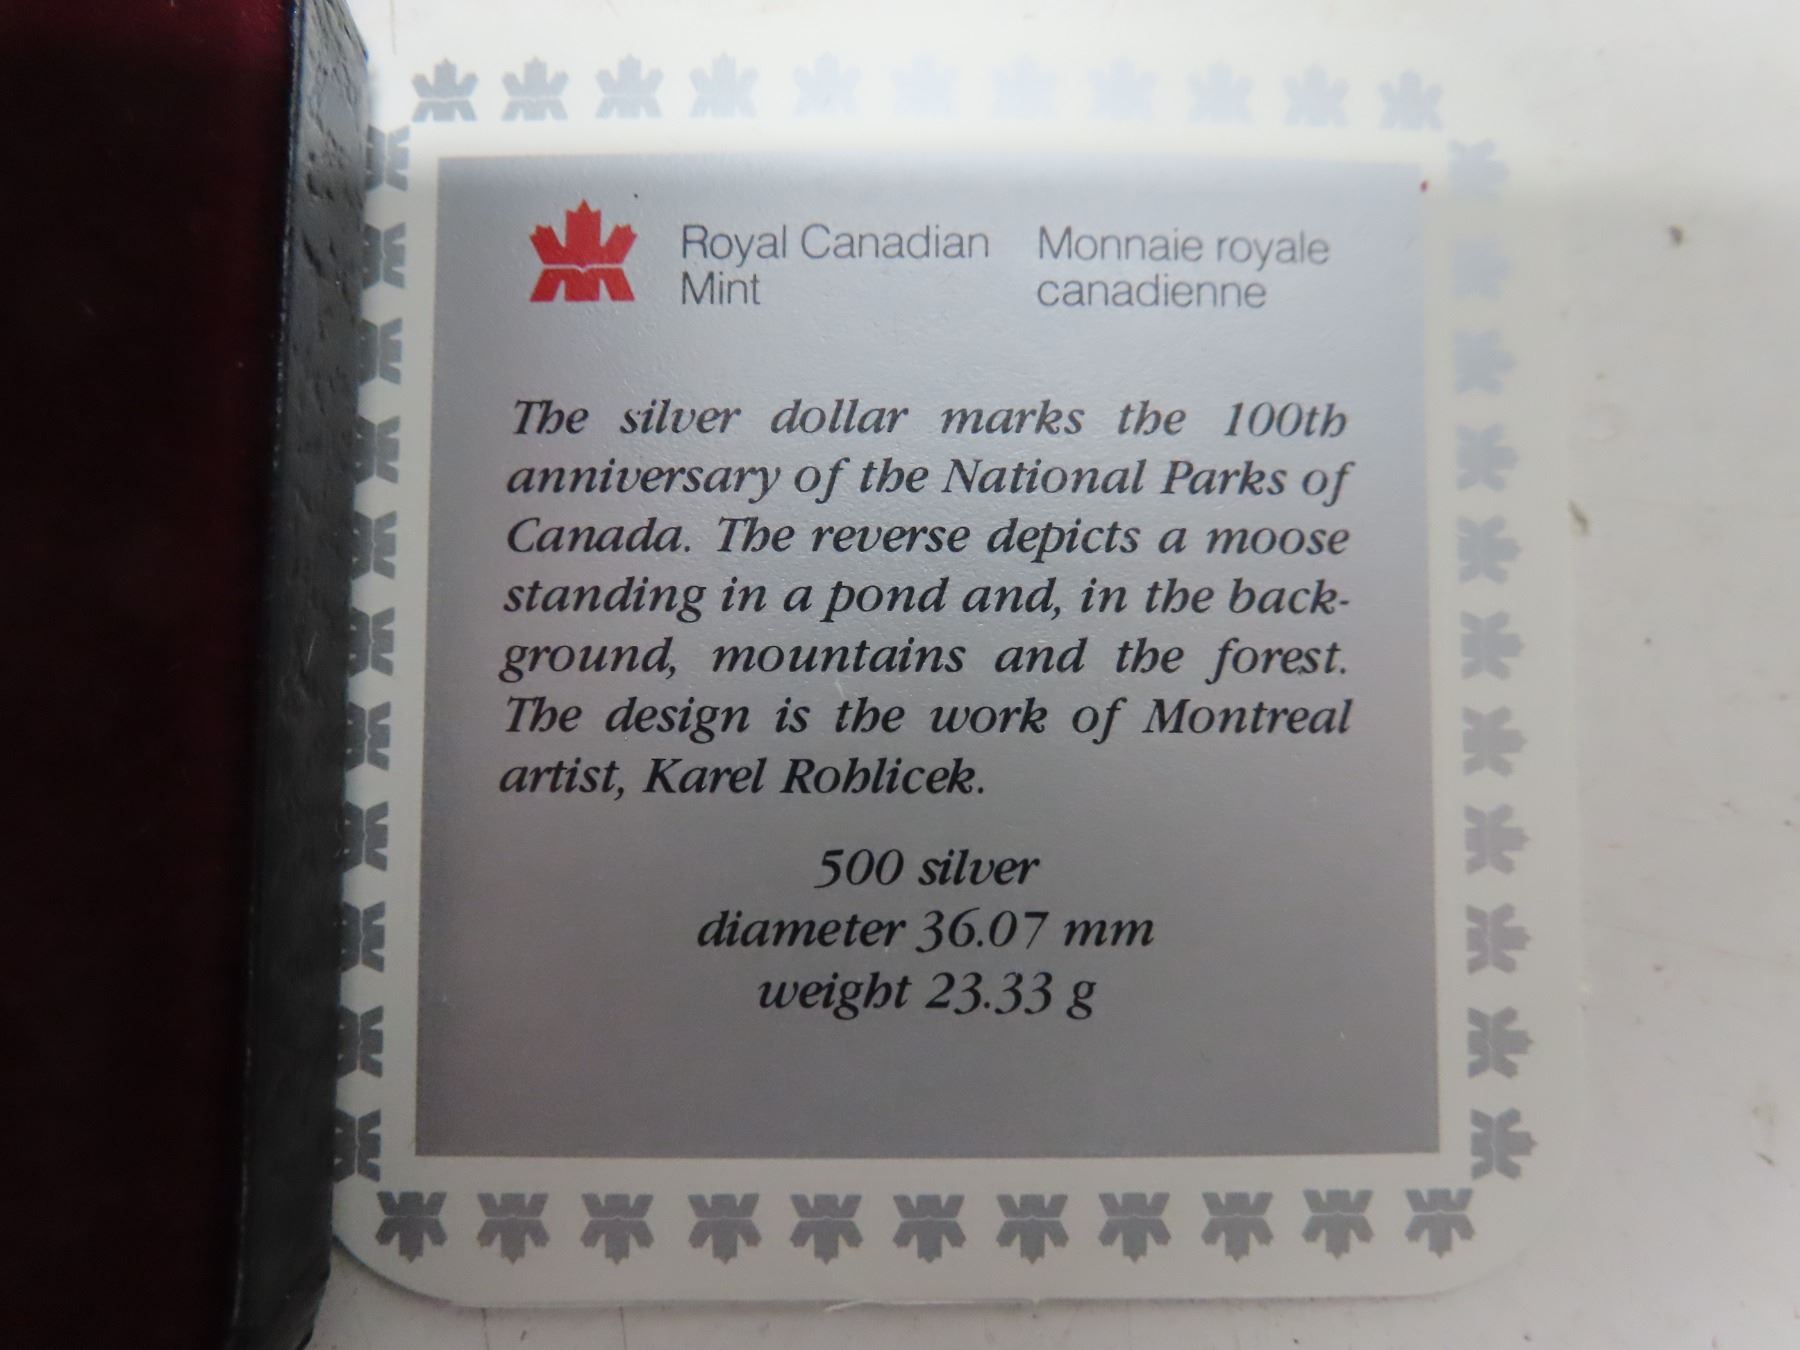 Royal Canadian Mint
Monnaie royale canadienne
The silver dollar marks the 100th
anniversary of the National Parks of
Canada. The reverse depicts a moose
standing in a pond and, in the back-
ground, mountains and the forest.
The design is the work of Montreal
artist, Karel Rohlicek.
500 silver
diameter 36.07 mm
weight 23.33 g